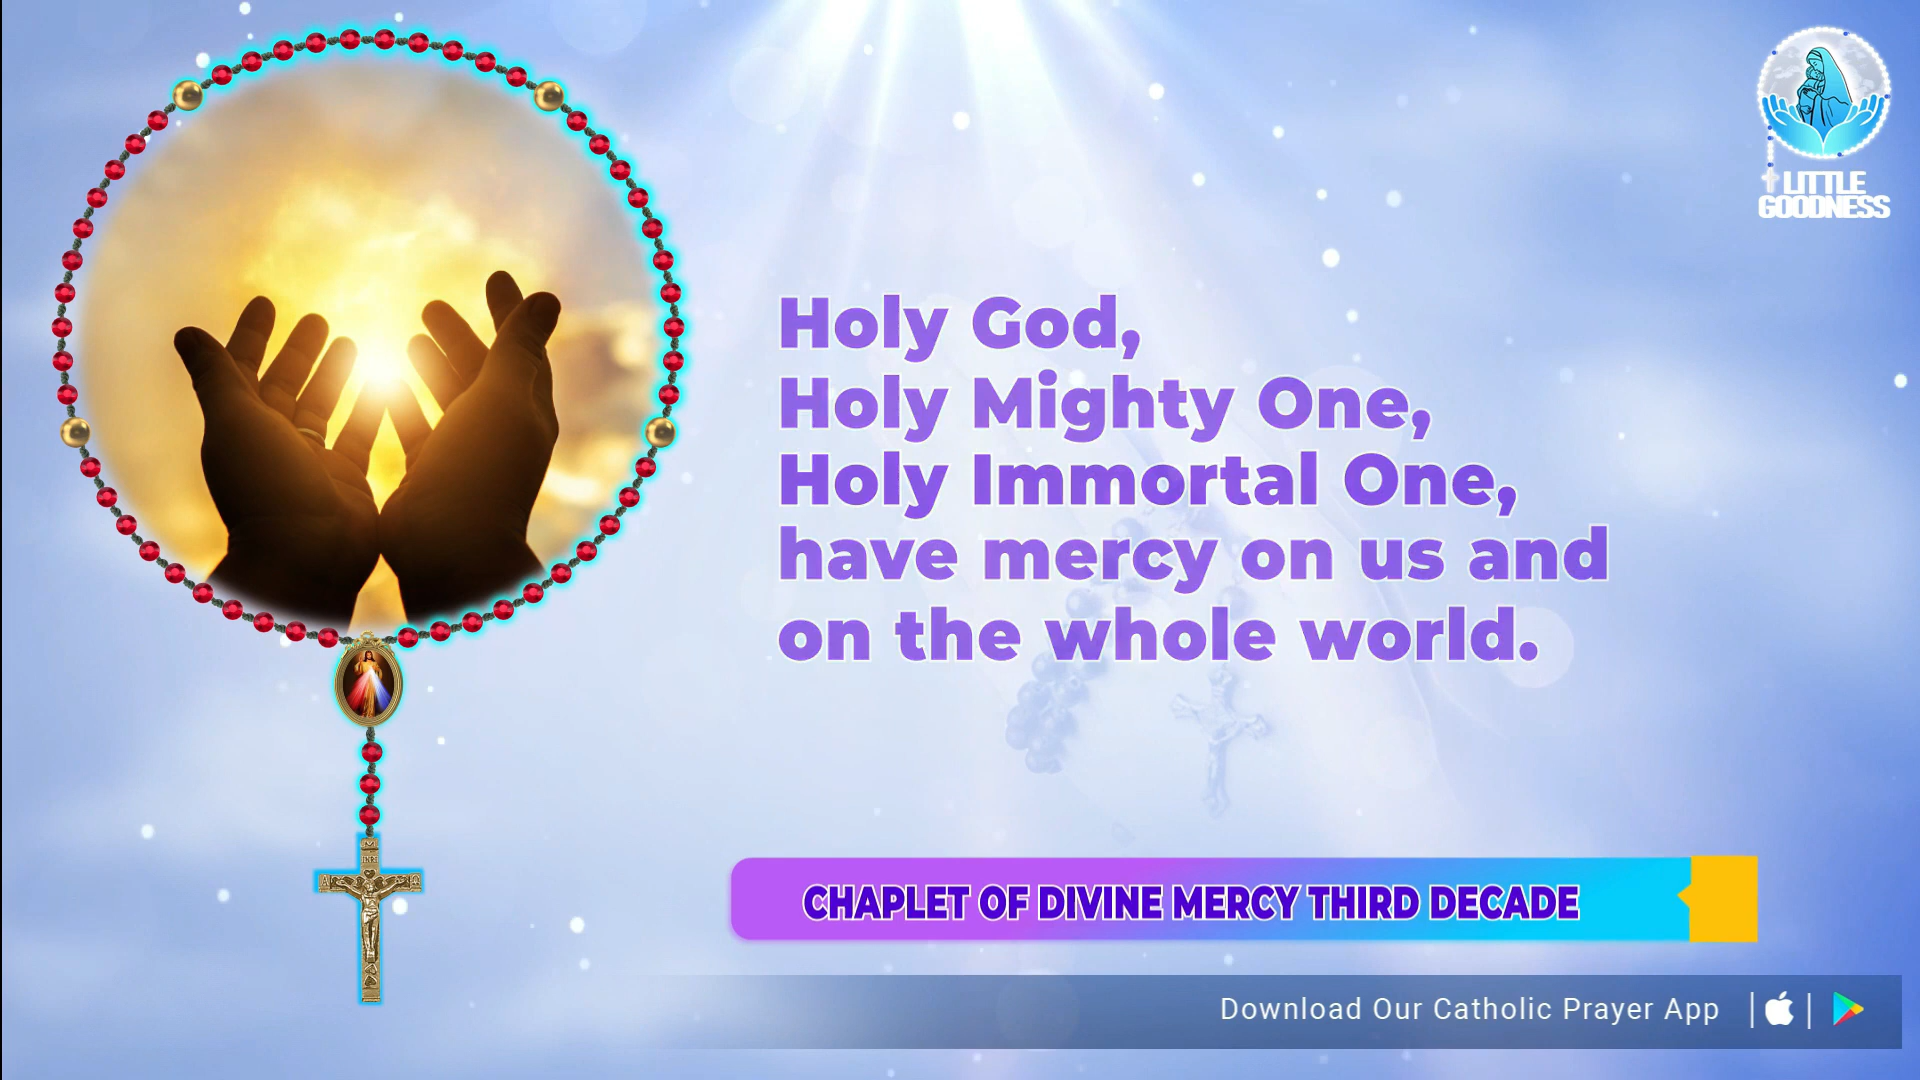 LITTLE
GOODNESS
Holy God,
Holy Mighty One,
Holy Immortal One,
have mercy on us and
on the whole world.
INRI
CHAPLET OF DIVINE MERCY THIRD DECADE
Download Our Catholic Prayer App